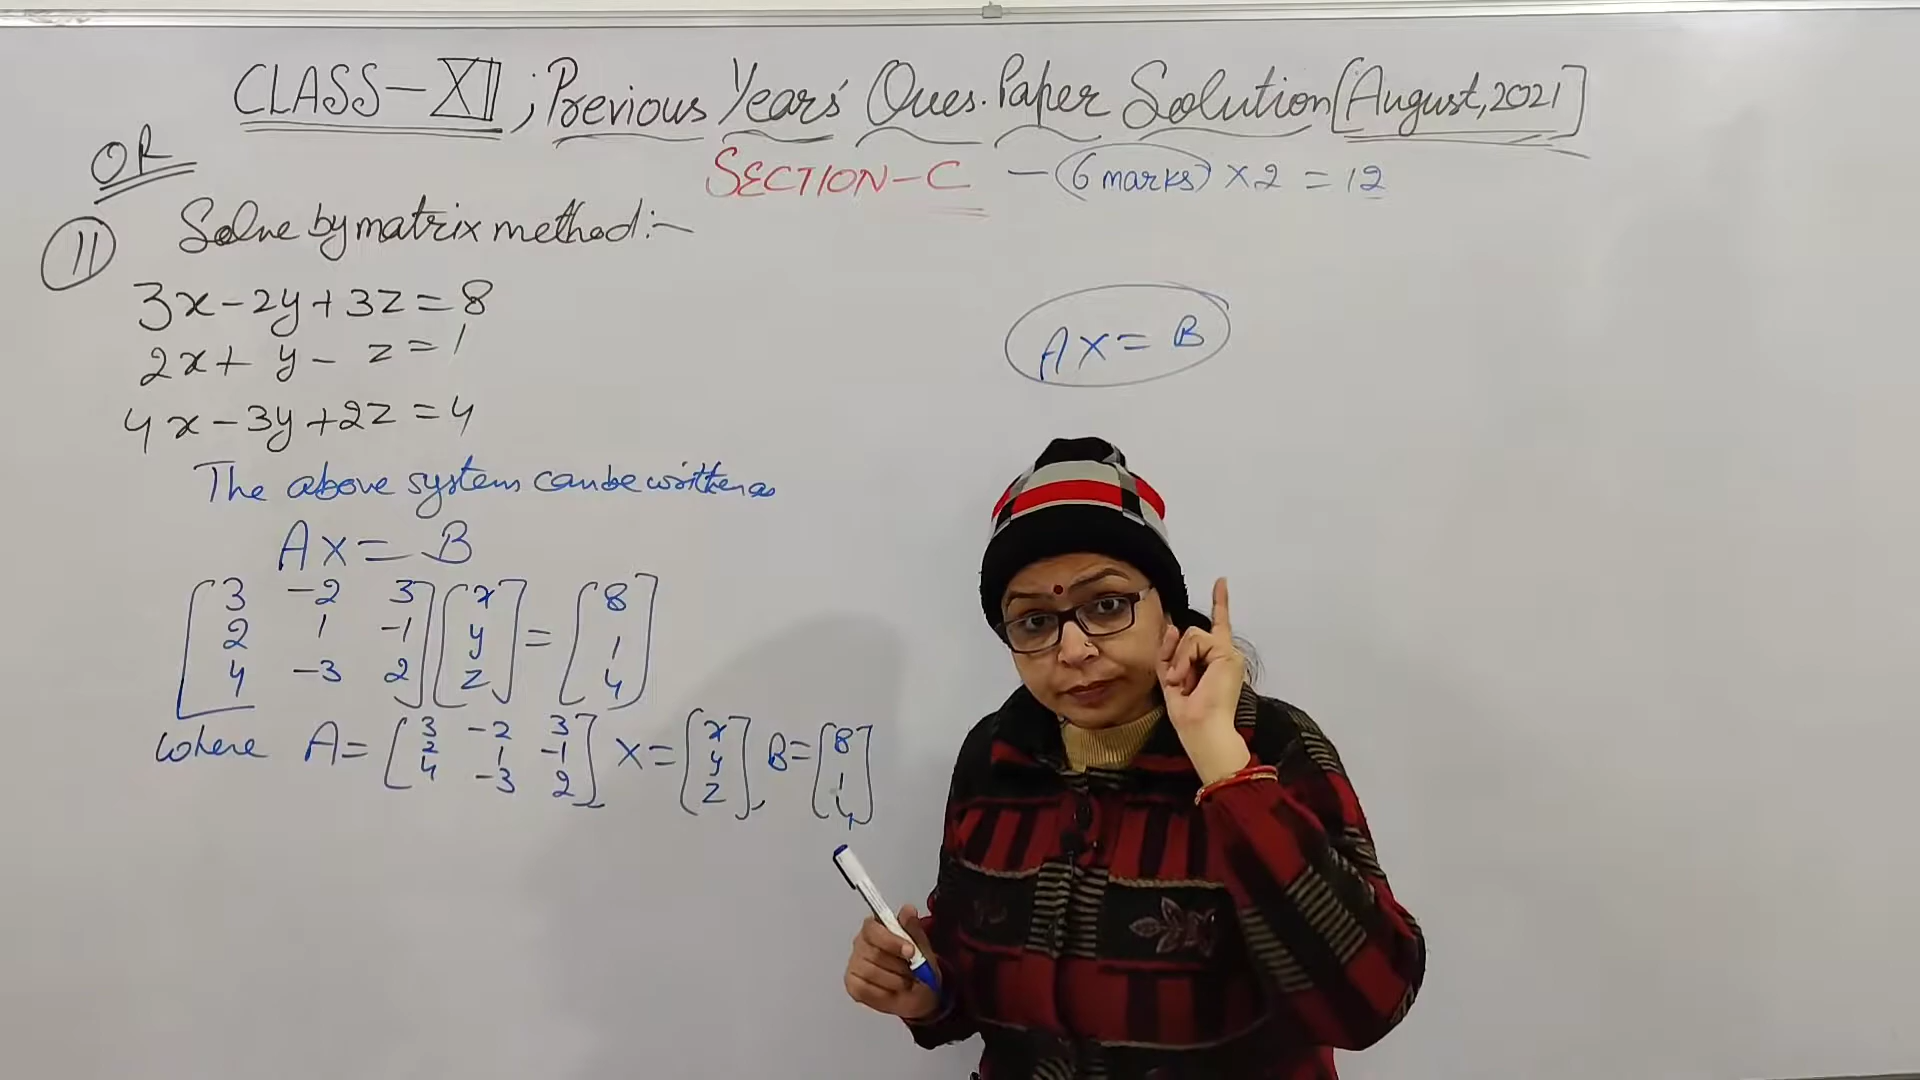 CLASS-XII; Previous Years' Ques. Paper Solution [August, 2021]
SECTION-C - (6 marks) × 2 = 12
OR
11 Solve by matrix method:-
3x-2y+3z=8
2x+ y- z=1
4x-3y+2z=4
AX= B
The above system can be written as
AX= B
[3 -2 3] [x] = [8]
[2 1 -1] [y] [1]
[4 -3 2] [z] [4]
where A= [3 -2 3] X= [x] B= [8]
[2 1 -1] [y] [1]
[4 -3 2], [z], [4]